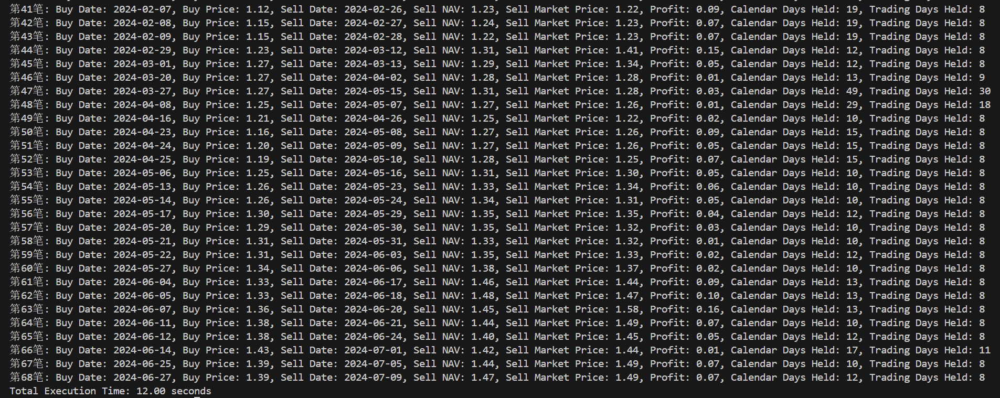 第41笔: Buy Date: 2024-02-07, Buy Price: 1.12, Sell Date: 2024-02-26, Sell NAV: 1.23, Sell Market Price: 1.22, Profit: 0.09, Calendar Days Held: 19, Trading Days Held: 8
第42笔: Buy Date: 2024-02-08, Buy Price: 1.15, Sell Date: 2024-02-27, Sell NAV: 1.24, Sell Market Price: 1.23, Profit: 0.07, Calendar Days Held: 19, Trading Days Held: 8
第43笔: Buy Date: 2024-02-09, Buy Price: 1.15, Sell Date: 2024-02-28, Sell NAV: 1.22, Sell Market Price: 1.23, Profit: 0.07, Calendar Days Held: 19, Trading Days Held: 8
第44笔: Buy Date: 2024-02-29, Buy Price: 1.23, Sell Date: 2024-03-12, Sell NAV: 1.31, Sell Market Price: 1.41, Profit: 0.15, Calendar Days Held: 12, Trading Days Held: 8
第45笔: Buy Date: 2024-03-01, Buy Price: 1.27, Sell Date: 2024-03-13, Sell NAV: 1.29, Sell Market Price: 1.34, Profit: 0.05, Calendar Days Held: 12, Trading Days Held: 8
第46笔: Buy Date: 2024-03-20, Buy Price: 1.27, Sell Date: 2024-04-02, Sell NAV: 1.28, Sell Market Price: 1.28, Profit: 0.01, Calendar Days Held: 13, Trading Days Held: 9
第47笔: Buy Date: 2024-03-27, Buy Price: 1.27, Sell Date: 2024-05-15, Sell NAV: 1.31, Sell Market Price: 1.28, Profit: 0.03, Calendar Days Held: 49, Trading Days Held: 30
第48笔: Buy Date: 2024-04-08, Buy Price: 1.25, Sell Date: 2024-05-07, Sell NAV: 1.27, Sell Market Price: 1.26, Profit: 0.01, Calendar Days Held: 29, Trading Days Held: 18
第49笔: Buy Date: 2024-04-16, Buy Price: 1.21, Sell Date: 2024-04-26, Sell NAV: 1.25, Sell Market Price: 1.22, Profit: 0.02, Calendar Days Held: 10, Trading Days Held: 8
第50笔: Buy Date: 2024-04-23, Buy Price: 1.16, Sell Date: 2024-05-08, Sell NAV: 1.27, Sell Market Price: 1.26, Profit: 0.09, Calendar Days Held: 15, Trading Days Held: 8
第51笔: Buy Date: 2024-04-24, Buy Price: 1.20, Sell Date: 2024-05-09, Sell NAV: 1.27, Sell Market Price: 1.26, Profit: 0.05, Calendar Days Held: 15, Trading Days Held: 8
第52笔: Buy Date: 2024-04-25, Buy Price: 1.19, Sell Date: 2024-05-10, Sell NAV: 1.28, Sell Market Price: 1.25, Profit: 0.07, Calendar Days Held: 15, Trading Days Held: 8
第53笔: Buy Date: 2024-05-06, Buy Price: 1.25, Sell Date: 2024-05-16, Sell NAV: 1.31, Sell Market Price: 1.30, Profit: 0.05, Calendar Days Held: 10, Trading Days Held: 8
第54笔: Buy Date: 2024-05-13, Buy Price: 1.26, Sell Date: 2024-05-23, Sell NAV: 1.33, Sell Market Price: 1.34, Profit: 0.06, Calendar Days Held: 10, Trading Days Held: 8
第55笔: Buy Date: 2024-05-14, Buy Price: 1.26, Sell Date: 2024-05-24, Sell NAV: 1.34, Sell Market Price: 1.31, Profit: 0.05, Calendar Days Held: 10, Trading Days Held: 8
第56笔: Buy Date: 2024-05-17, Buy Price: 1.30, Sell Date: 2024-05-29, Sell NAV: 1.35, Sell Market Price: 1.35, Profit: 0.04, Calendar Days Held: 12, Trading Days Held: 8
第57笔: Buy Date: 2024-05-20, Buy Price: 1.29, Sell Date: 2024-05-30, Sell NAV: 1.35, Sell Market Price: 1.32, Profit: 0.03, Calendar Days Held: 10, Trading Days Held: 8
第58笔: Buy Date: 2024-05-21, Buy Price: 1.31, Sell Date: 2024-05-31, Sell NAV: 1.33, Sell Market Price: 1.32, Profit: 0.01, Calendar Days Held: 10, Trading Days Held: 8
第59笔: Buy Date: 2024-05-22, Buy Price: 1.31, Sell Date: 2024-06-03, Sell NAV: 1.35, Sell Market Price: 1.33, Profit: 0.02, Calendar Days Held: 12, Trading Days Held: 8
第60笔: Buy Date: 2024-05-27, Buy Price: 1.34, Sell Date: 2024-06-06, Sell NAV: 1.38, Sell Market Price: 1.37, Profit: 0.02, Calendar Days Held: 10, Trading Days Held: 8
第61笔: Buy Date: 2024-06-04, Buy Price: 1.33, Sell Date: 2024-06-17, Sell NAV: 1.46, Sell Market Price: 1.44, Profit: 0.09, Calendar Days Held: 13, Trading Days Held: 8
第62笔: Buy Date: 2024-06-05, Buy Price: 1.33, Sell Date: 2024-06-18, Sell NAV: 1.48, Sell Market Price: 1.47, Profit: 0.10, Calendar Days Held: 13, Trading Days Held: 8
第63笔: Buy Date: 2024-06-07, Buy Price: 1.36, Sell Date: 2024-06-20, Sell NAV: 1.45, Sell Market Price: 1.58, Profit: 0.16, Calendar Days Held: 13, Trading Days Held: 8
第64笔: Buy Date: 2024-06-11, Buy Price: 1.38, Sell Date: 2024-06-21, Sell NAV: 1.44, Sell Market Price: 1.49, Profit: 0.07, Calendar Days Held: 10, Trading Days Held: 8
第65笔: Buy Date: 2024-06-12, Buy Price: 1.38, Sell Date: 2024-06-24, Sell NAV: 1.40, Sell Market Price: 1.45, Profit: 0.05, Calendar Days Held: 12, Trading Days Held: 8
第66笔: Buy Date: 2024-06-14, Buy Price: 1.43, Sell Date: 2024-07-01, Sell NAV: 1.42, Sell Market Price: 1.44, Profit: 0.01, Calendar Days Held: 17, Trading Days Held: 11
第67笔: Buy Date: 2024-06-25, Buy Price: 1.39, Sell Date: 2024-07-05, Sell NAV: 1.44, Sell Market Price: 1.49, Profit: 0.07, Calendar Days Held: 10, Trading Days Held: 8
第68笔: Buy Date: 2024-06-27, Buy Price: 1.39, Sell Date: 2024-07-09, Sell NAV: 1.47, Sell Market Price: 1.49, Profit: 0.07, Calendar Days Held: 12, Trading Days Held: 8
Total Execution Time: 12.00 seconds